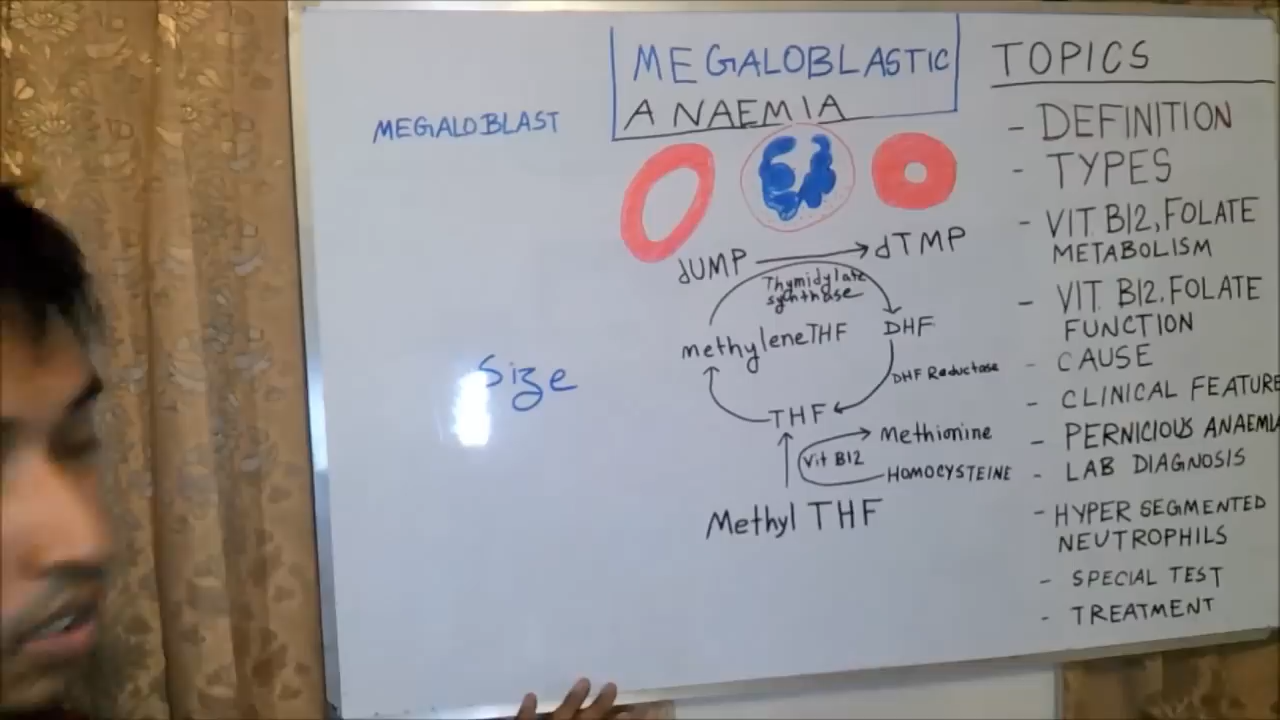 MEGALOBLAST
Size
MEGALOBLASTIC
ANAEMIA
dUMP
dTMP
Thymidylate
synthase
methyleneTHF
DHF
DHF Reductase
THF
Methionine
Vit B12
HOMOCYSTEINE
Methyl THF
TOPICS
- DEFINITION
- TYPES
- VIT B12, FOLATE
METABOLISM
- VIT B12. FOLATE
FUNCTION
- CAUSE
- CLINICAL FEATURE
- PERNICIOUS ANAEMIA
- LAB DIAGNOSIS
- HYPER SEGMENTED
NEUTROPHILS
- SPECIAL TEST
- TREATMENT